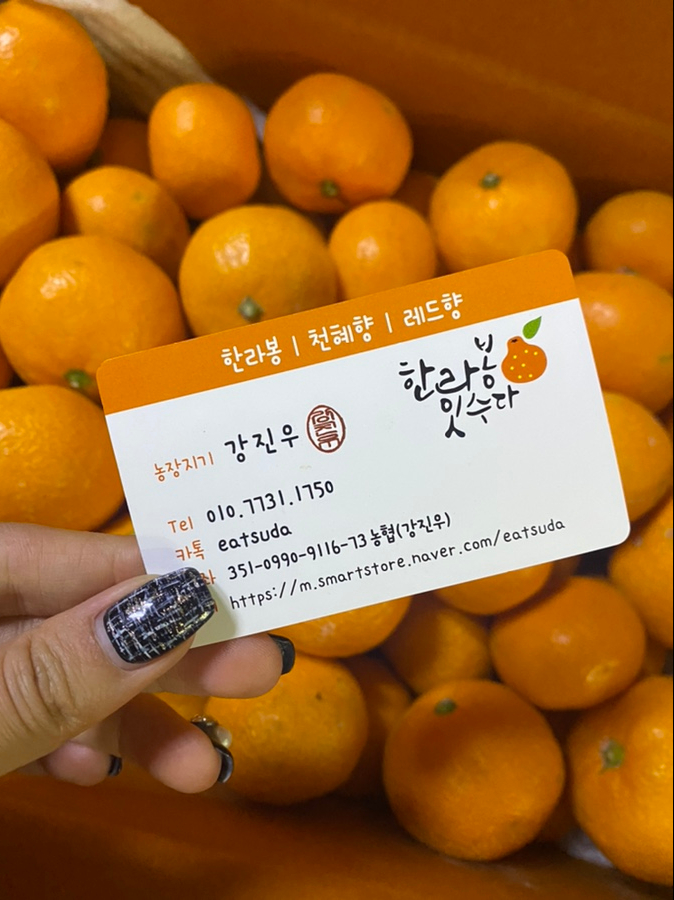 한라봉 | 천혜향 | 레드향
한라봉
잇수다
농장지기 강진우
Tel 010.7731.1750
카톡 eatsuda
351-0990-9116-73 농협(강진우)
https://m.smartstore.naver.com/eatsuda